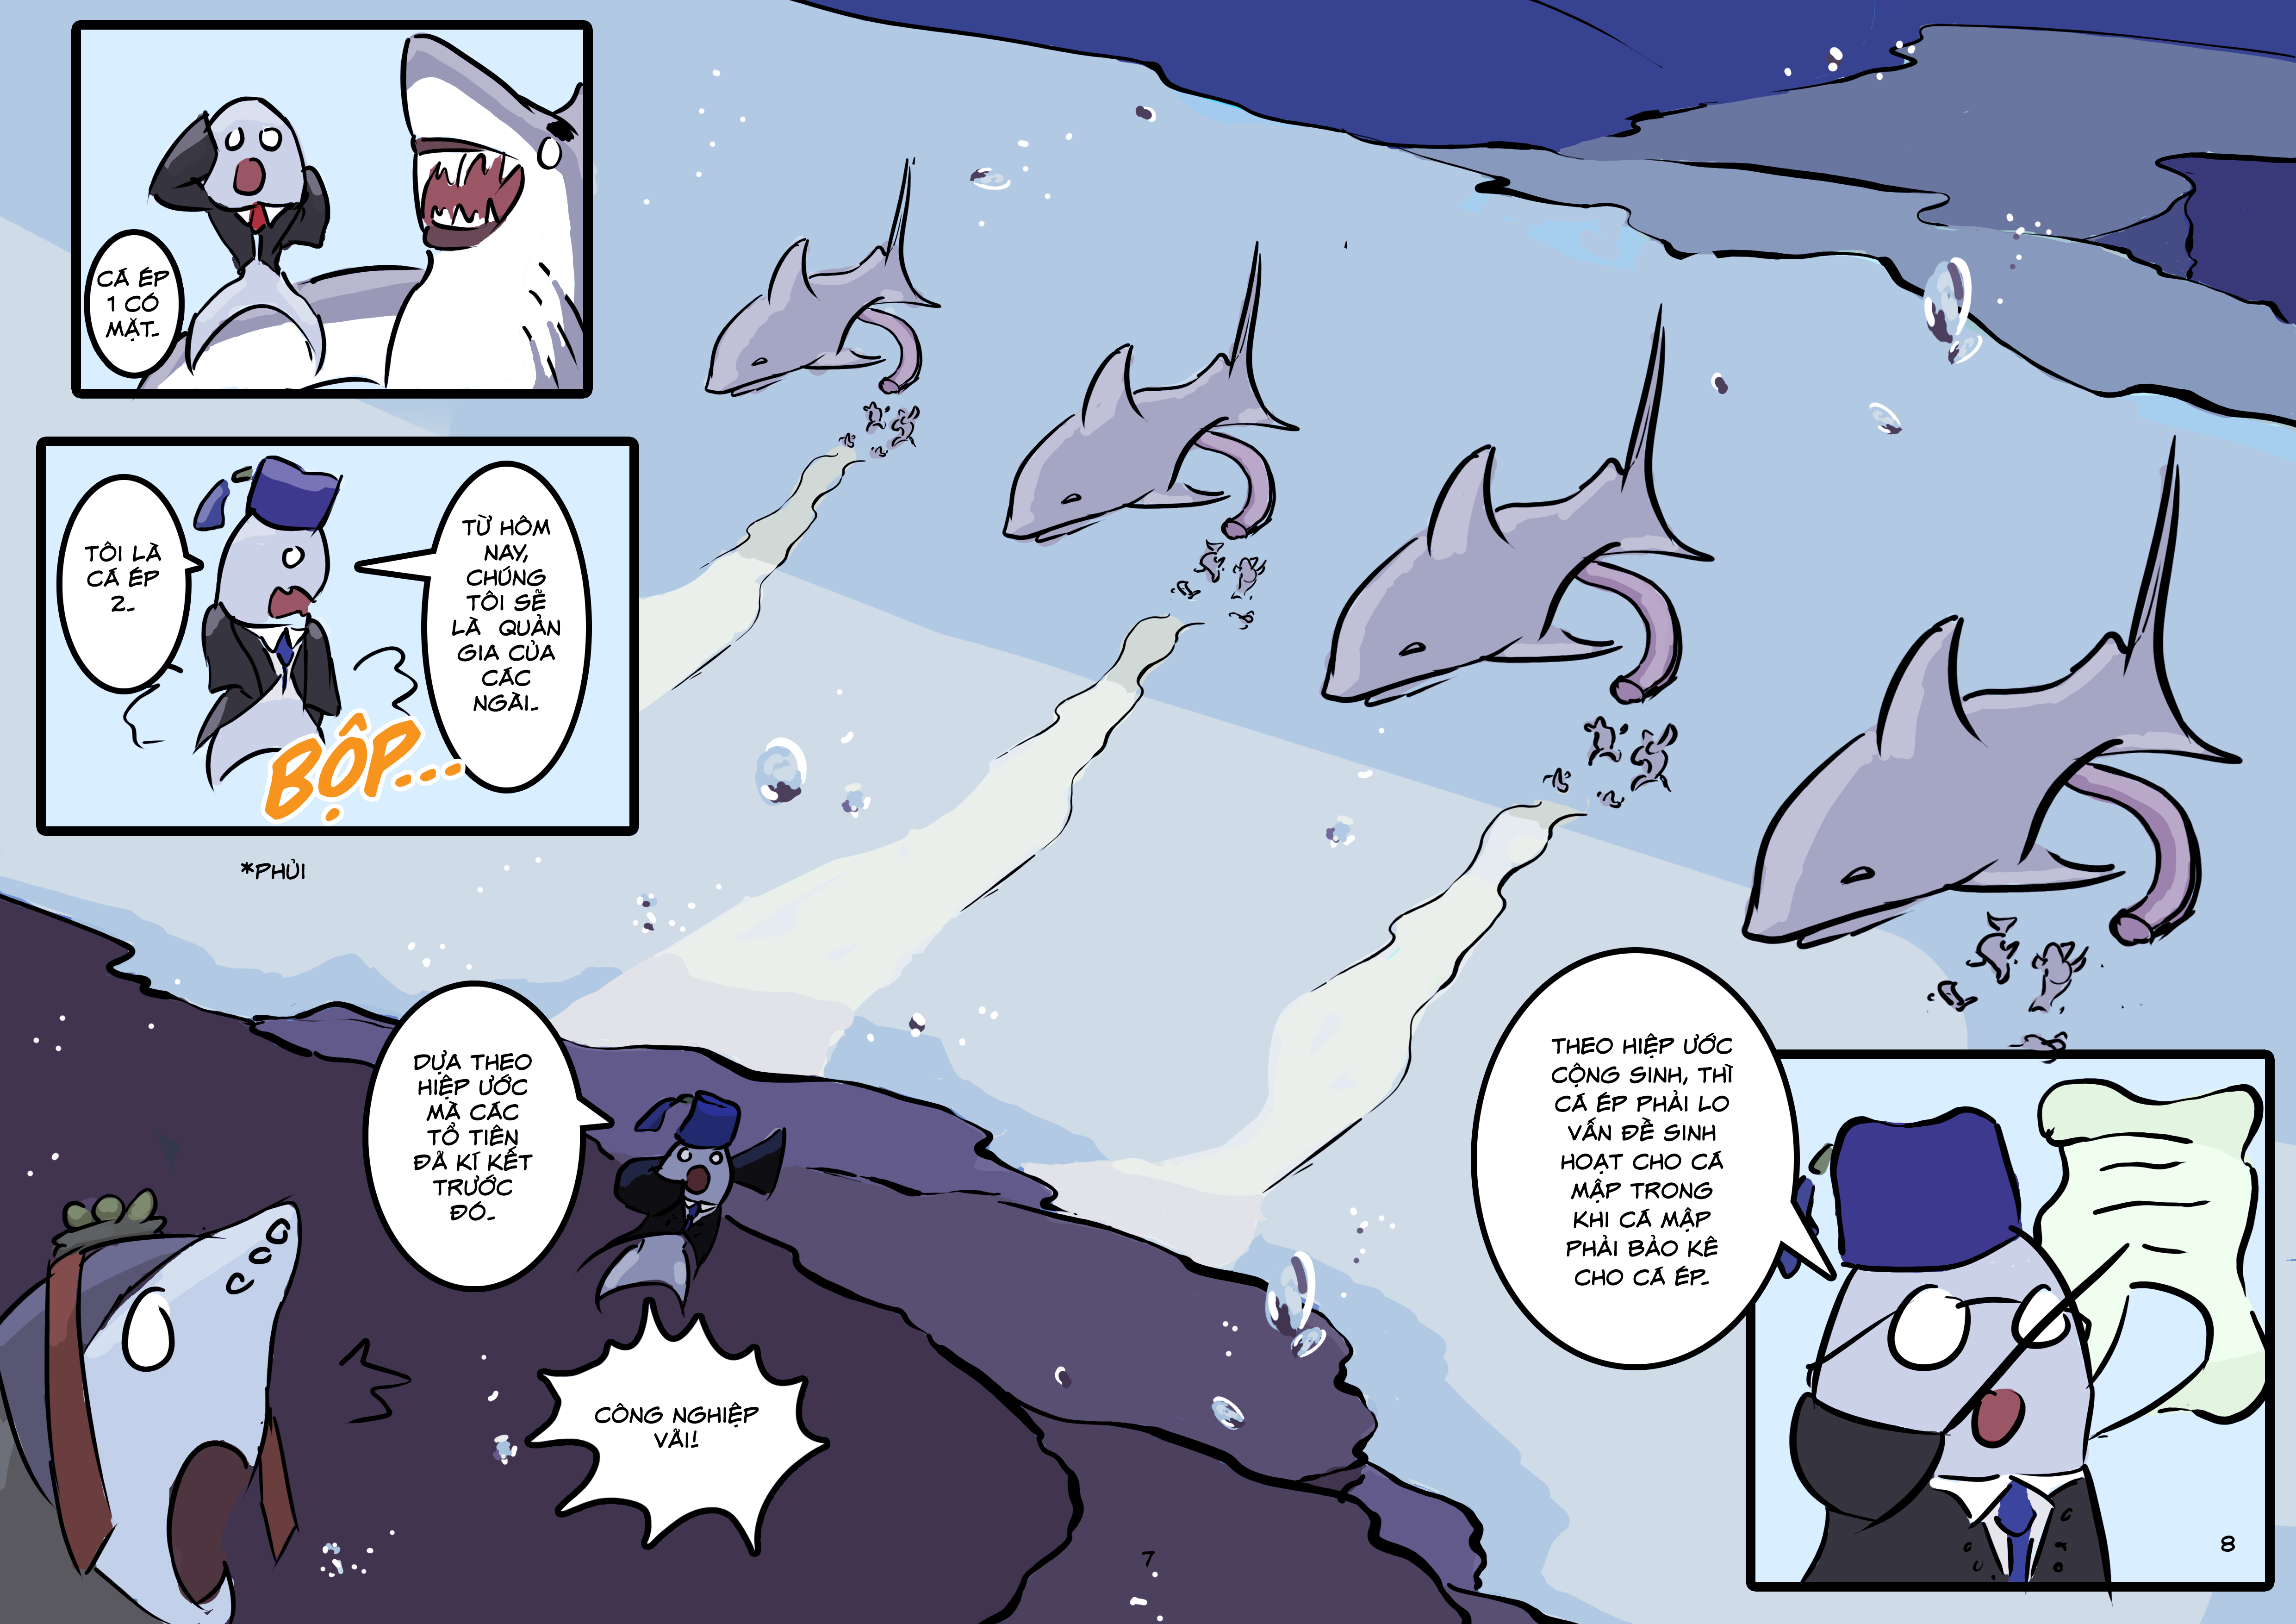 CÁ ÉP
1 CÓ
MẶT...
TÔI LÀ
CÁ ÉP
2...
TỪ HÔM
NAY,
CHÚNG
TÔI SẼ
LÀ QUẢN
GIA CỦA
CÁC
NGÀI...
BỘP...
*PHỦI
DỰA THEO
HIỆP ƯỚC
MÀ CÁC
TỔ TIÊN
ĐÃ KÍ KẾT
TRƯỚC
ĐÓ...
CÔNG NGHIỆP
VÃI!
7
THEO HIỆP ƯỚC
CỘNG SINH, THÌ
CÁ ÉP PHẢI LO
VẤN ĐỀ SINH
HOẠT CHO CÁ
MẬP TRONG
KHI CÁ MẬP
PHẢI BẢO KÊ
CHO CÁ ÉP...
8